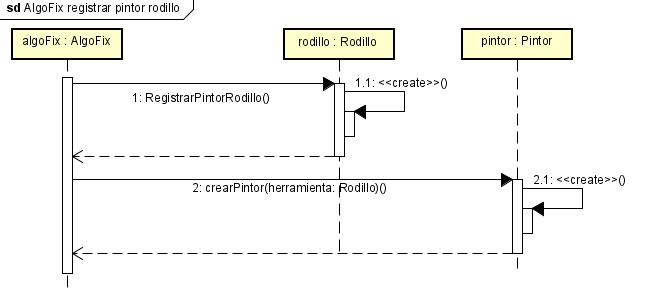 sd AlgoFix registrar pintor rodillo
algoFix : AlgoFix
rodillo : Rodillo
pintor : Pintor
1.1: <<create>>()
1: RegistrarPintorRodillo()
2.1: <<create>>()
2: crearPintor(herramienta: Rodillo)()